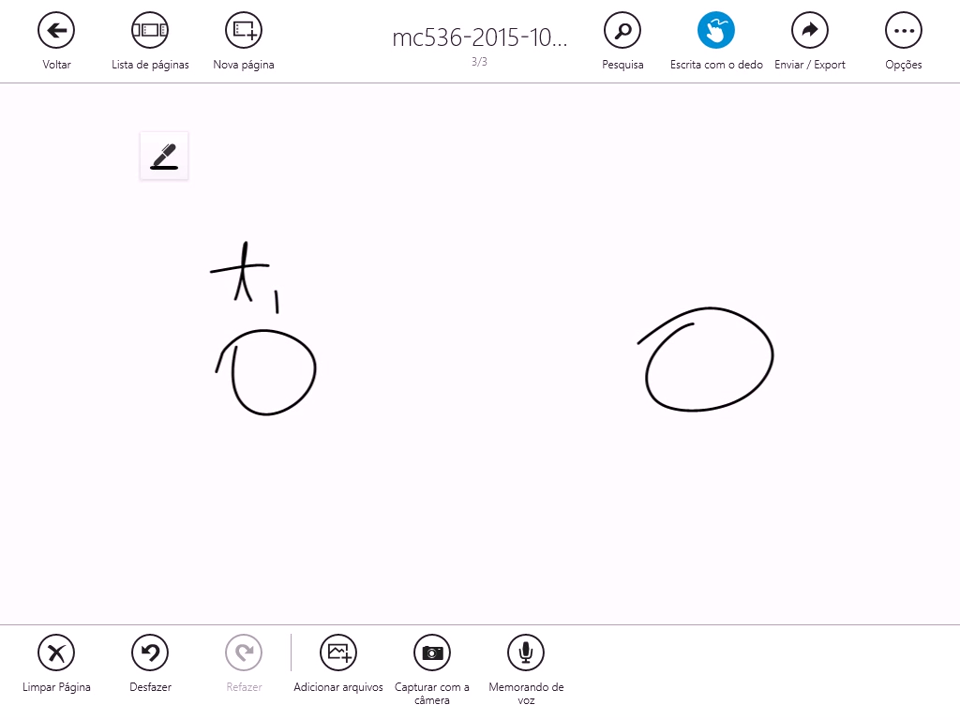 mc536-2015-10...
3/3
Voltar
Lista de páginas
Nova página
Pesquisa
Escrita com o dedo
Enviar / Export
Opções
t1
Limpar Página
Desfazer
Refazer
Adicionar arquivos
Capturar com a
câmera
Memorando de
voz